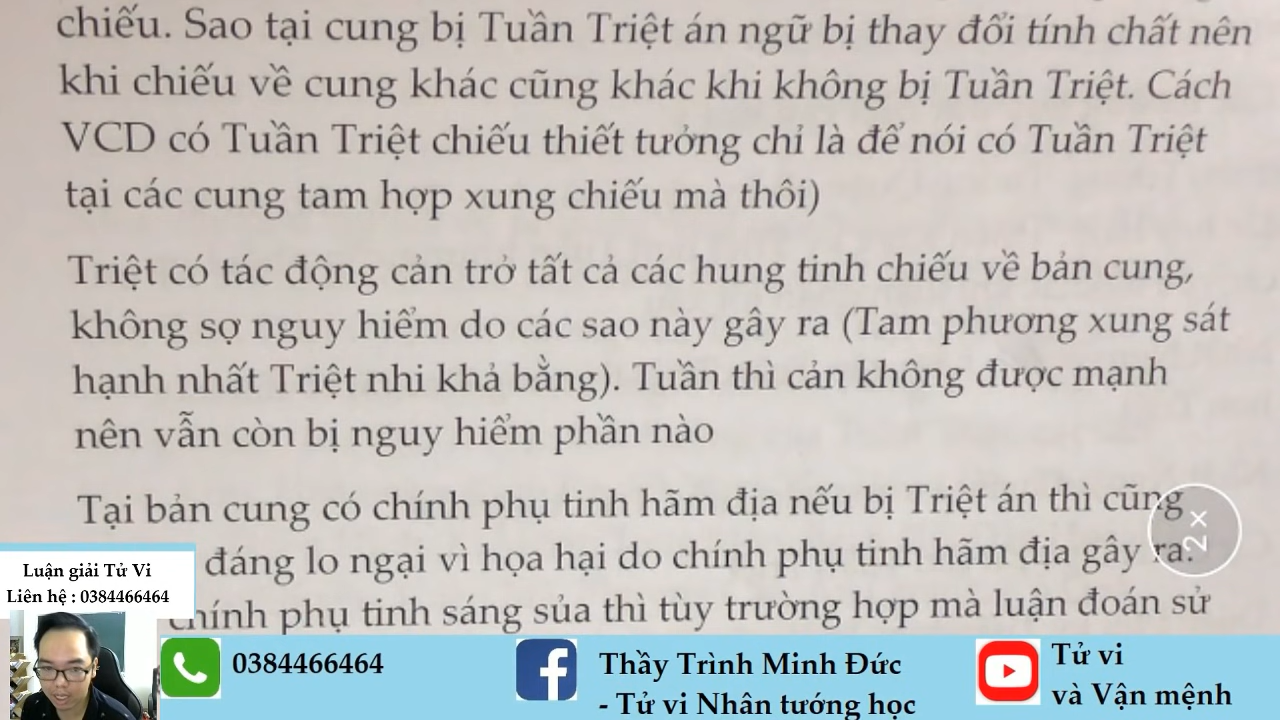 chiếu. Sao tại cung bị Tuần Triệt án ngữ bị thay đổi tính chất nên
khi chiếu về cung khác cũng khác khi không bị Tuần Triệt. Cách
VCD có Tuần Triệt chiếu thiết tưởng chỉ là để nói có Tuần Triệt
tại các cung tam hợp xung chiếu mà thôi)
Triệt có tác động cản trở tất cả các hung tinh chiếu về bản cung,
không sợ nguy hiểm do các sao này gây ra (Tam phương xung sát
hạnh nhất Triệt nhi khả bằng). Tuần thì cản không được mạnh
nên vẫn còn bị nguy hiểm phần nào
Tại bản cung có chính phụ tinh hãm địa nếu bị Triệt án thì cũng
đáng lo ngại vì họa hại do chính phụ tinh hãm địa gây ra.
chính phụ tinh sáng sủa thì tùy trường hợp mà luận đoán sử
2×
Luận giải Tử Vi
Liên hệ : 0384466464
0384466464
Thầy Trình Minh Đức
- Tử vi Nhân tướng học
Tử vi
và Vận mệnh